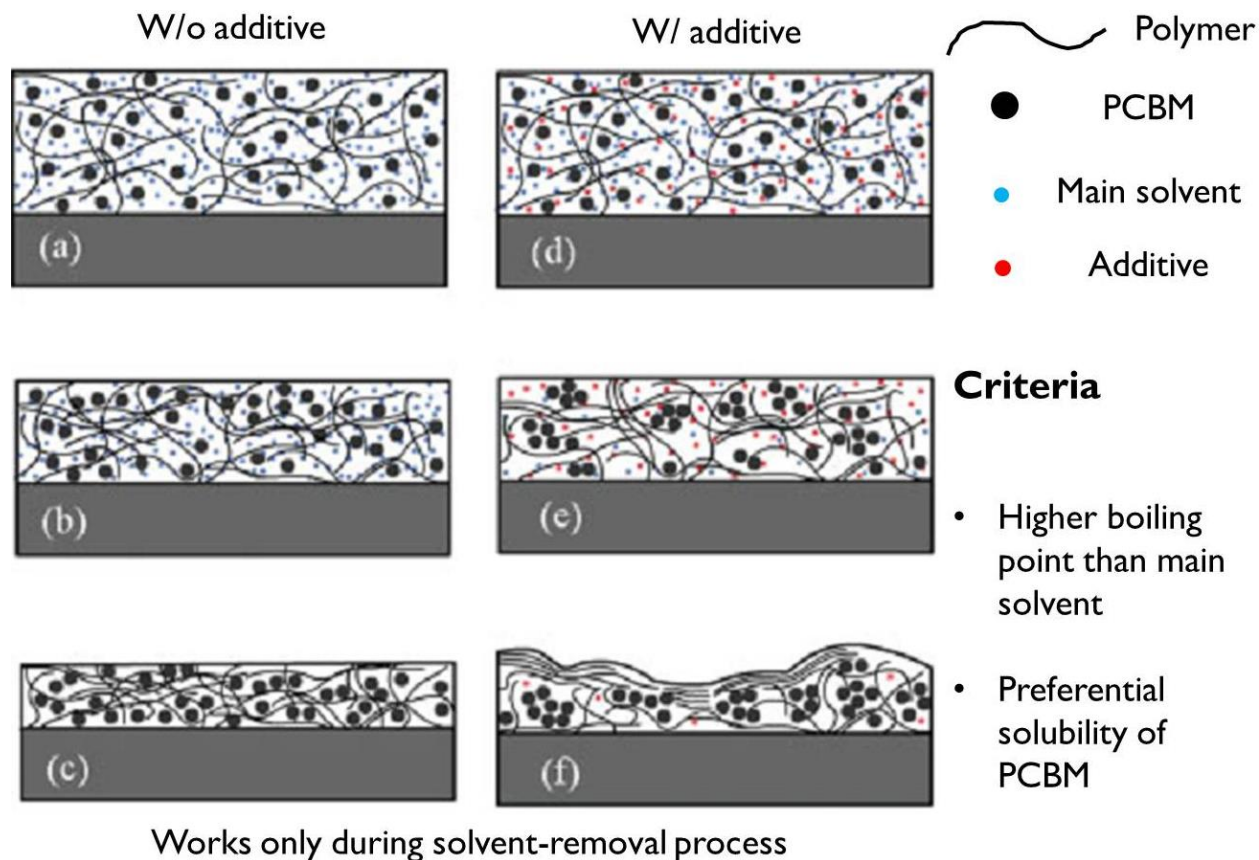 W/o additive
W/ additive
Polymer
PCBM
Main solvent
Additive
(a)
(d)
(b)
(e)
Criteria
• Higher boiling
point than main
solvent
• Preferential
solubility of
PCBM
(c)
(f)
Works only during solvent-removal process